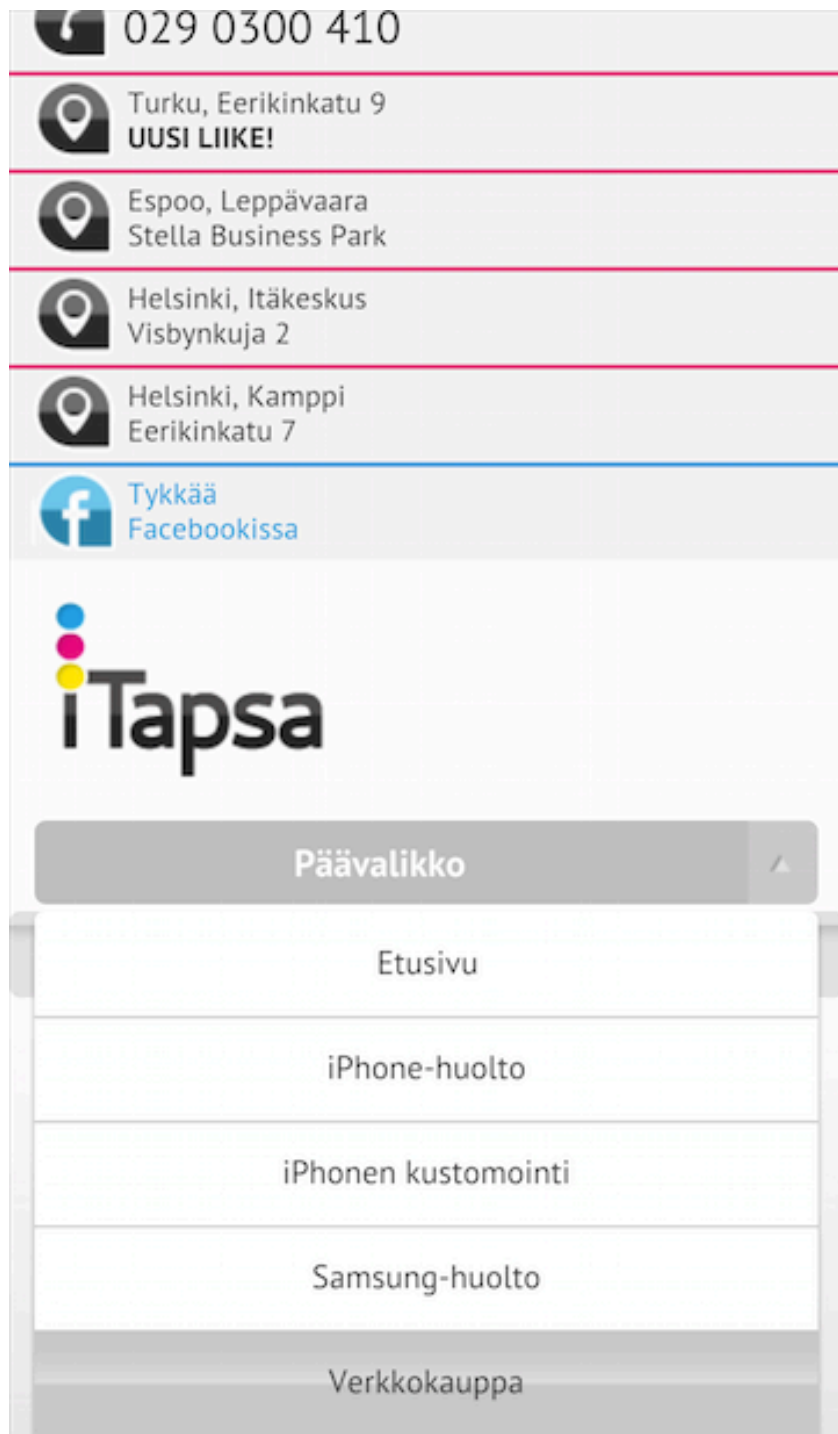 029 0300 410
Turku, Eerikinkatu 9
UUSI LIIKE!
Espoo, Leppävaara
Stella Business Park
Helsinki, Itäkeskus
Visbynkuja 2
Helsinki, Kamppi
Eerikinkatu 7
Tykkää
Facebookissa
iTapsa
Päävalikko
Etusivu
iPhone-huolto
iPhonen kustomointi
Samsung-huolto
Verkkokauppa